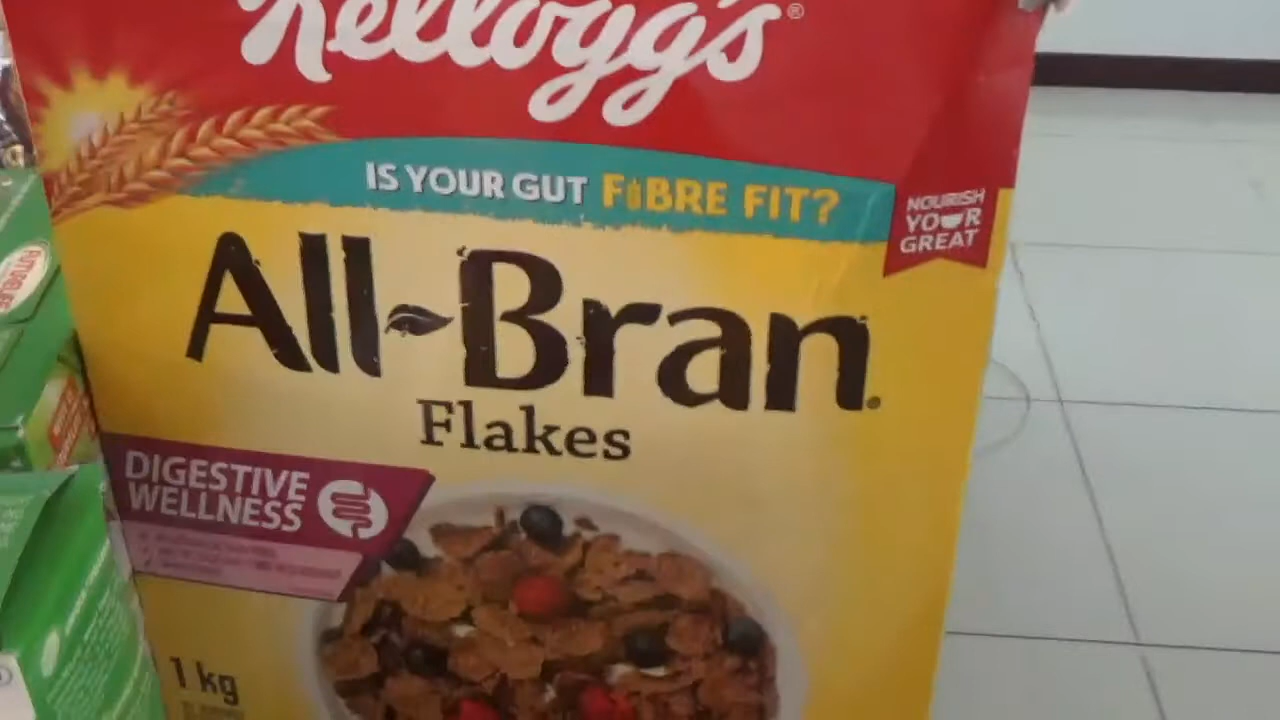 Kellogg's®
IS YOUR GUT FIBRE FIT?
NOURISH
YOUR
GREAT
All-Bran
Flakes
DIGESTIVE
WELLNESS
1 kg